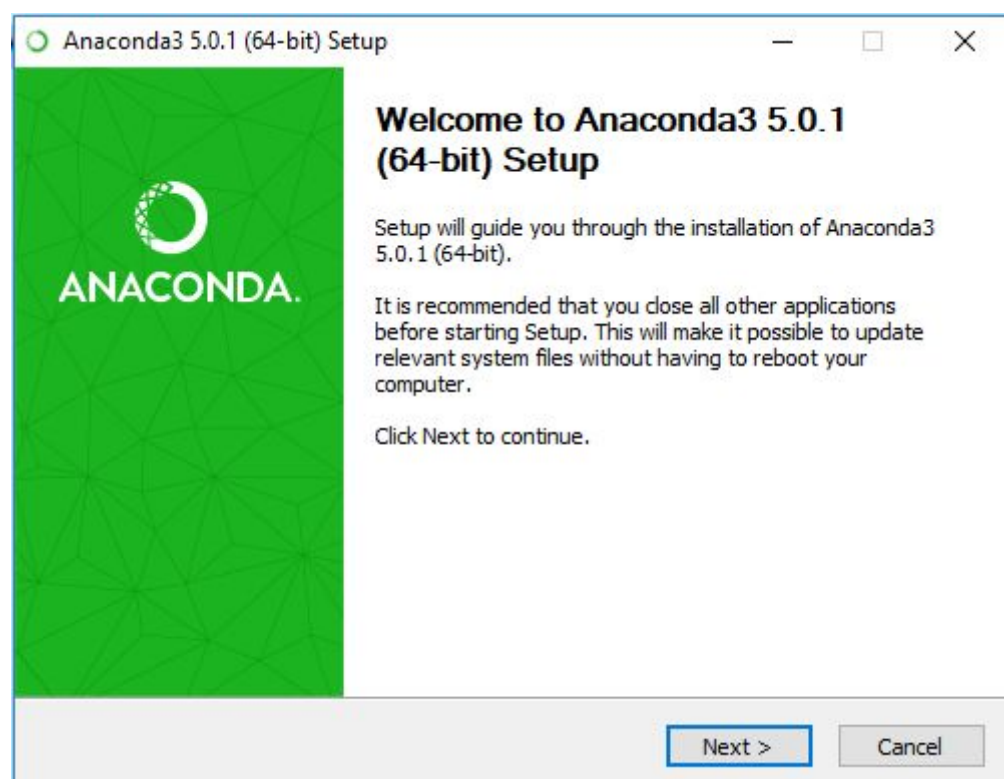 Anaconda3 5.0.1 (64-bit) Setup
ANACONDA.
Welcome to Anaconda3 5.0.1
(64-bit) Setup
Setup will guide you through the installation of Anaconda3
5.0.1 (64-bit).
It is recommended that you close all other applications
before starting Setup. This will make it possible to update
relevant system files without having to reboot your
computer.
Click Next to continue.
Next >
Cancel